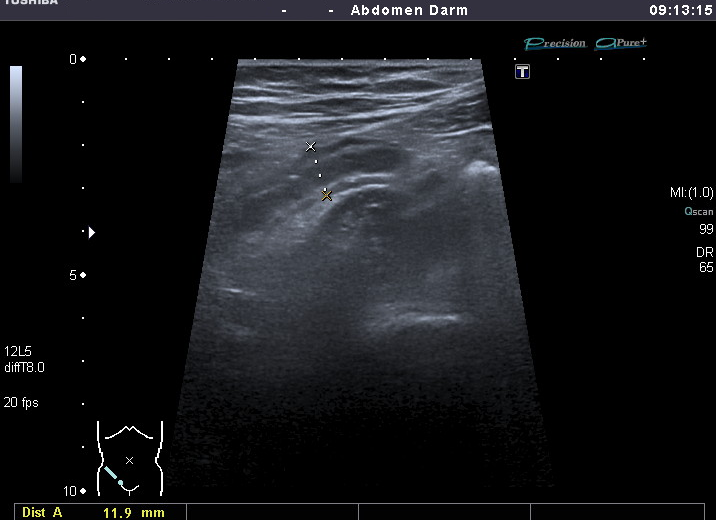 TOSHIBA
- - Abdomen Darm 09:13:15
Precision APure+
0
T
MI:(1.0)
Qscan
99
DR
65
5
12L5
diffT8.0
20 fps
10
Dist A 11.9 mm